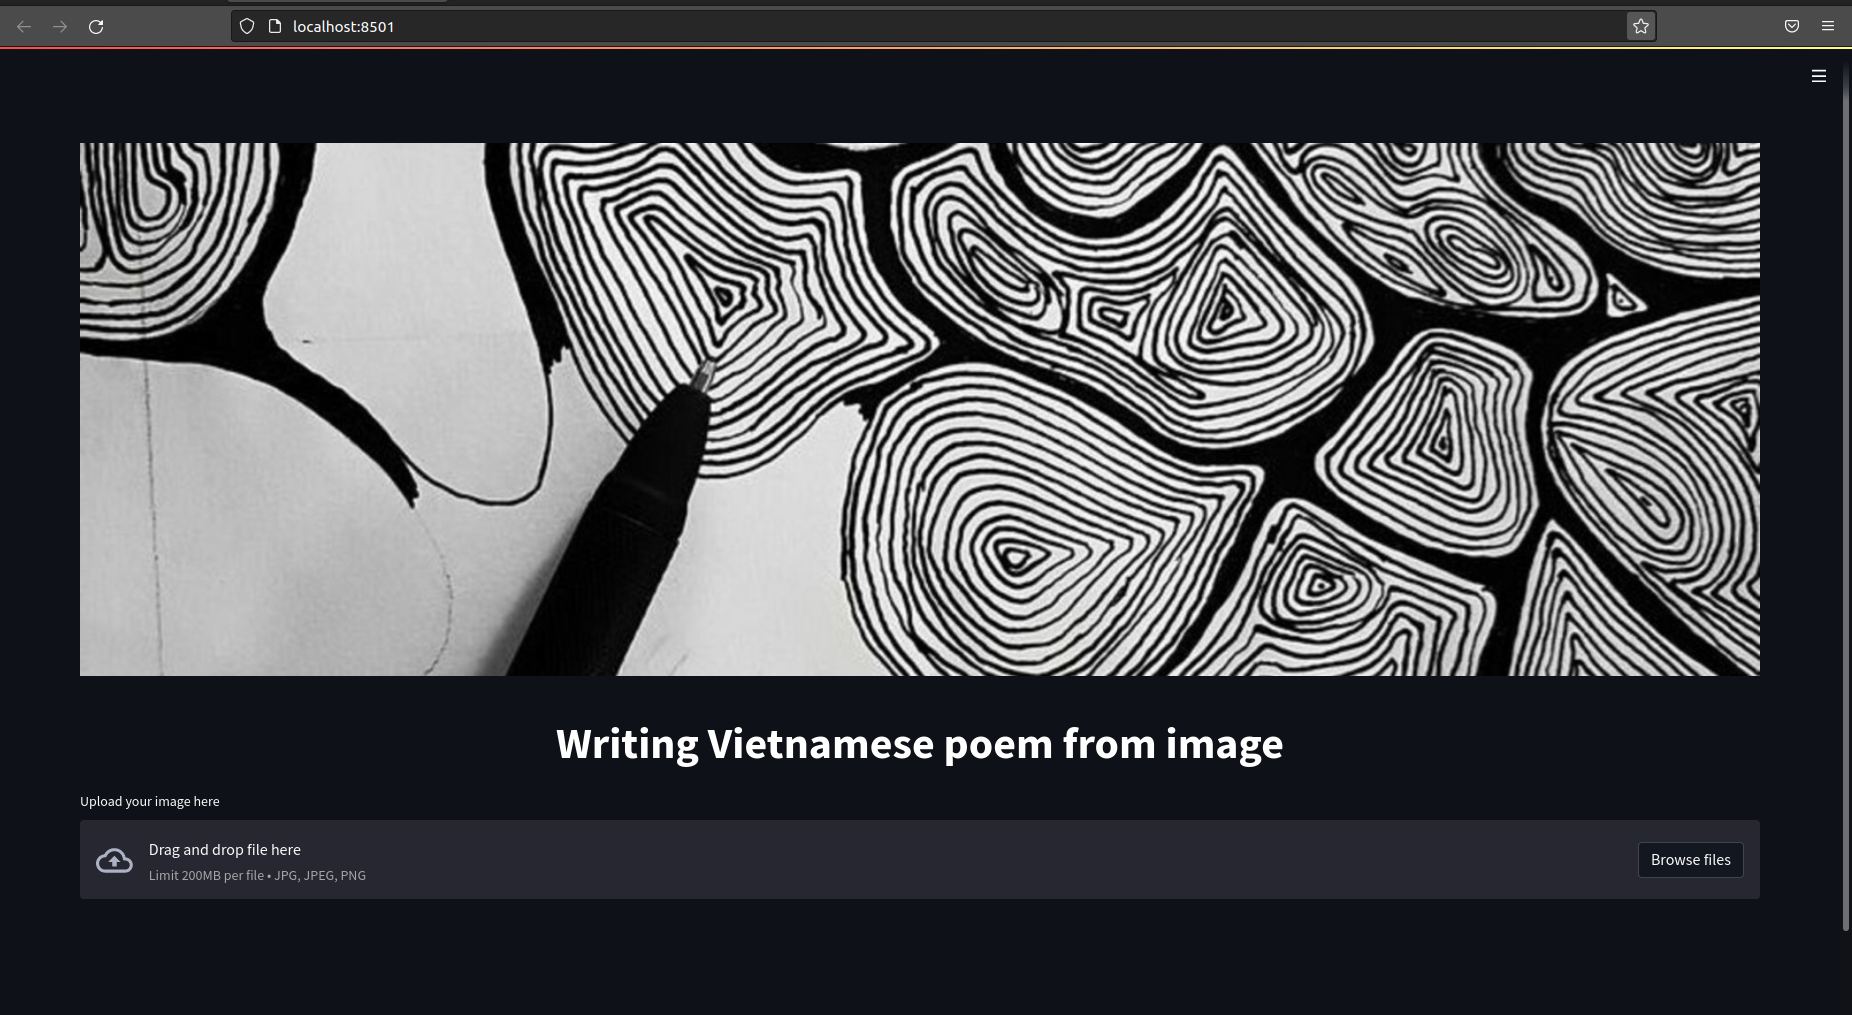 localhost:8501
Writing Vietnamese poem from image
Upload your image here
Drag and drop file here
Limit 200MB per file • JPG, JPEG, PNG
Browse files